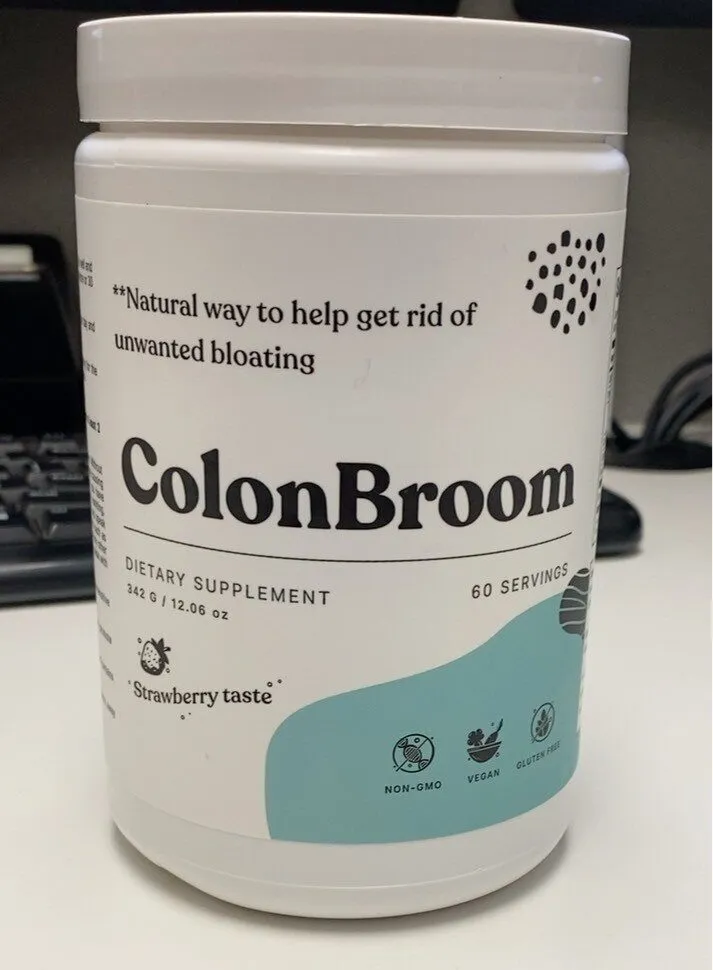 **Natural way to help get rid of
unwanted bloating
ColonBroom
DIETARY SUPPLEMENT
342 G / 12.06 oz
60 SERVINGS
Strawberry taste
NON-GMO
VEGAN
GLUTEN FREE